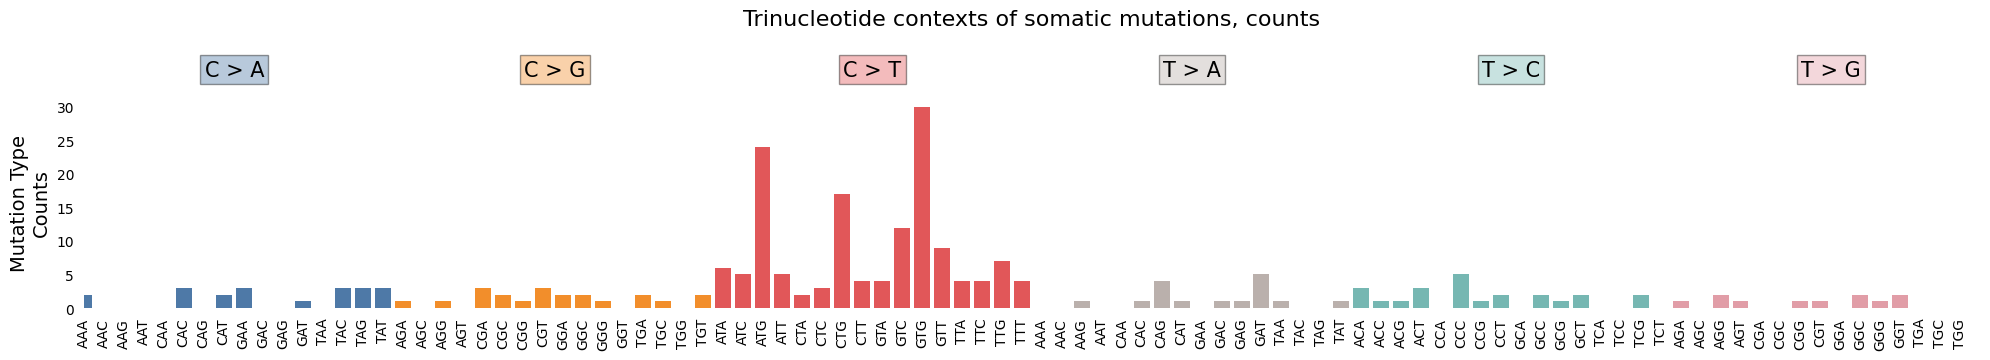 Trinucleotide contexts of somatic mutations, counts
C > A C > G C > T T > A T > C T > G
Mutation Type
Counts
30
25
20
15
10
5
0
AAA AAC AAG AAT CAA CAC CAG CAT GAA GAC GAG GAT TAA TAC TAG TAT AGA AGC AGG AGT CGA CGC CGG CGT GGA GGC GGG GGT TGA TGC TGG TGT ATA ATC ATG ATT CTA CTC CTG CTT GTA GTC GTG GTT TTA TTC TTG TTT AAA AAC AAG AAT CAA CAC CAG CAT GAA GAC GAG GAT TAA TAC TAG TAT ACA ACC ACG ACT CCA CCC CCG CCT GCA GCC GCG GCT TCA TCC TCG TCT AGA AGC AGG AGT CGA CGC CGG CGT GGA GGC GGG GGT TGA TGC TGG